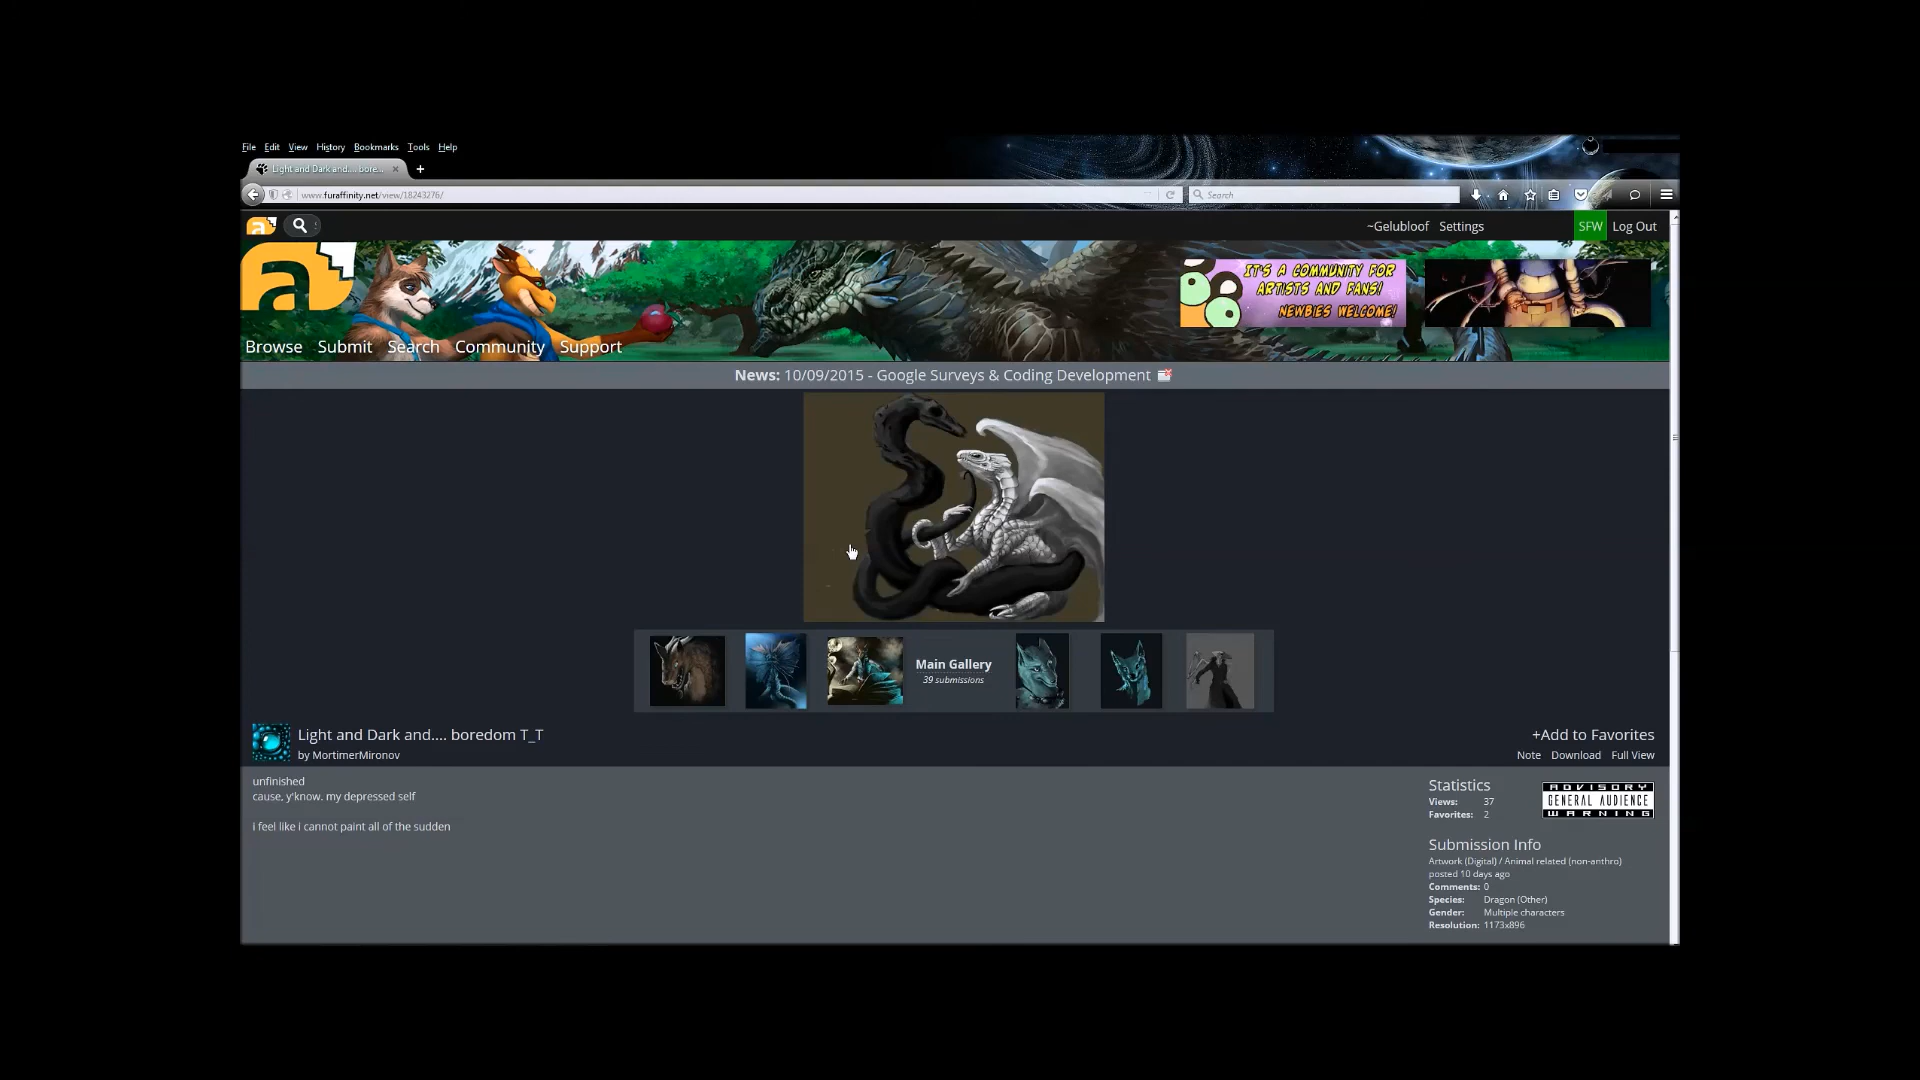 File Edit View History Bookmarks Tools Help
Light and Dark and.... bore...
www.furaffinity.net/view/18243276/
Search
~Gelubloof Settings SFW Log Out
IT'S A COMMUNITY FOR
ARTISTS AND FANS!
NEWBIES WELCOME!
Browse Submit Search Community Support
News: 10/09/2015 - Google Surveys & Coding Development
Main Gallery
39 submissions
Light and Dark and.... boredom T_T
by MortimerMironov
+Add to Favorites
Note Download Full View
unfinished
cause, y'know. my depressed self
i feel like I cannot paint all of the sudden
Statistics
Views: 37
Favorites: 2
ADVISORY
GENERAL AUDIENCE
WARNING
Submission Info
Artwork (Digital) / Animal related (non-anthro)
posted 10 days ago
Comments: 0
Species: Dragon (Other)
Gender: Multiple characters
Resolution: 1173x896